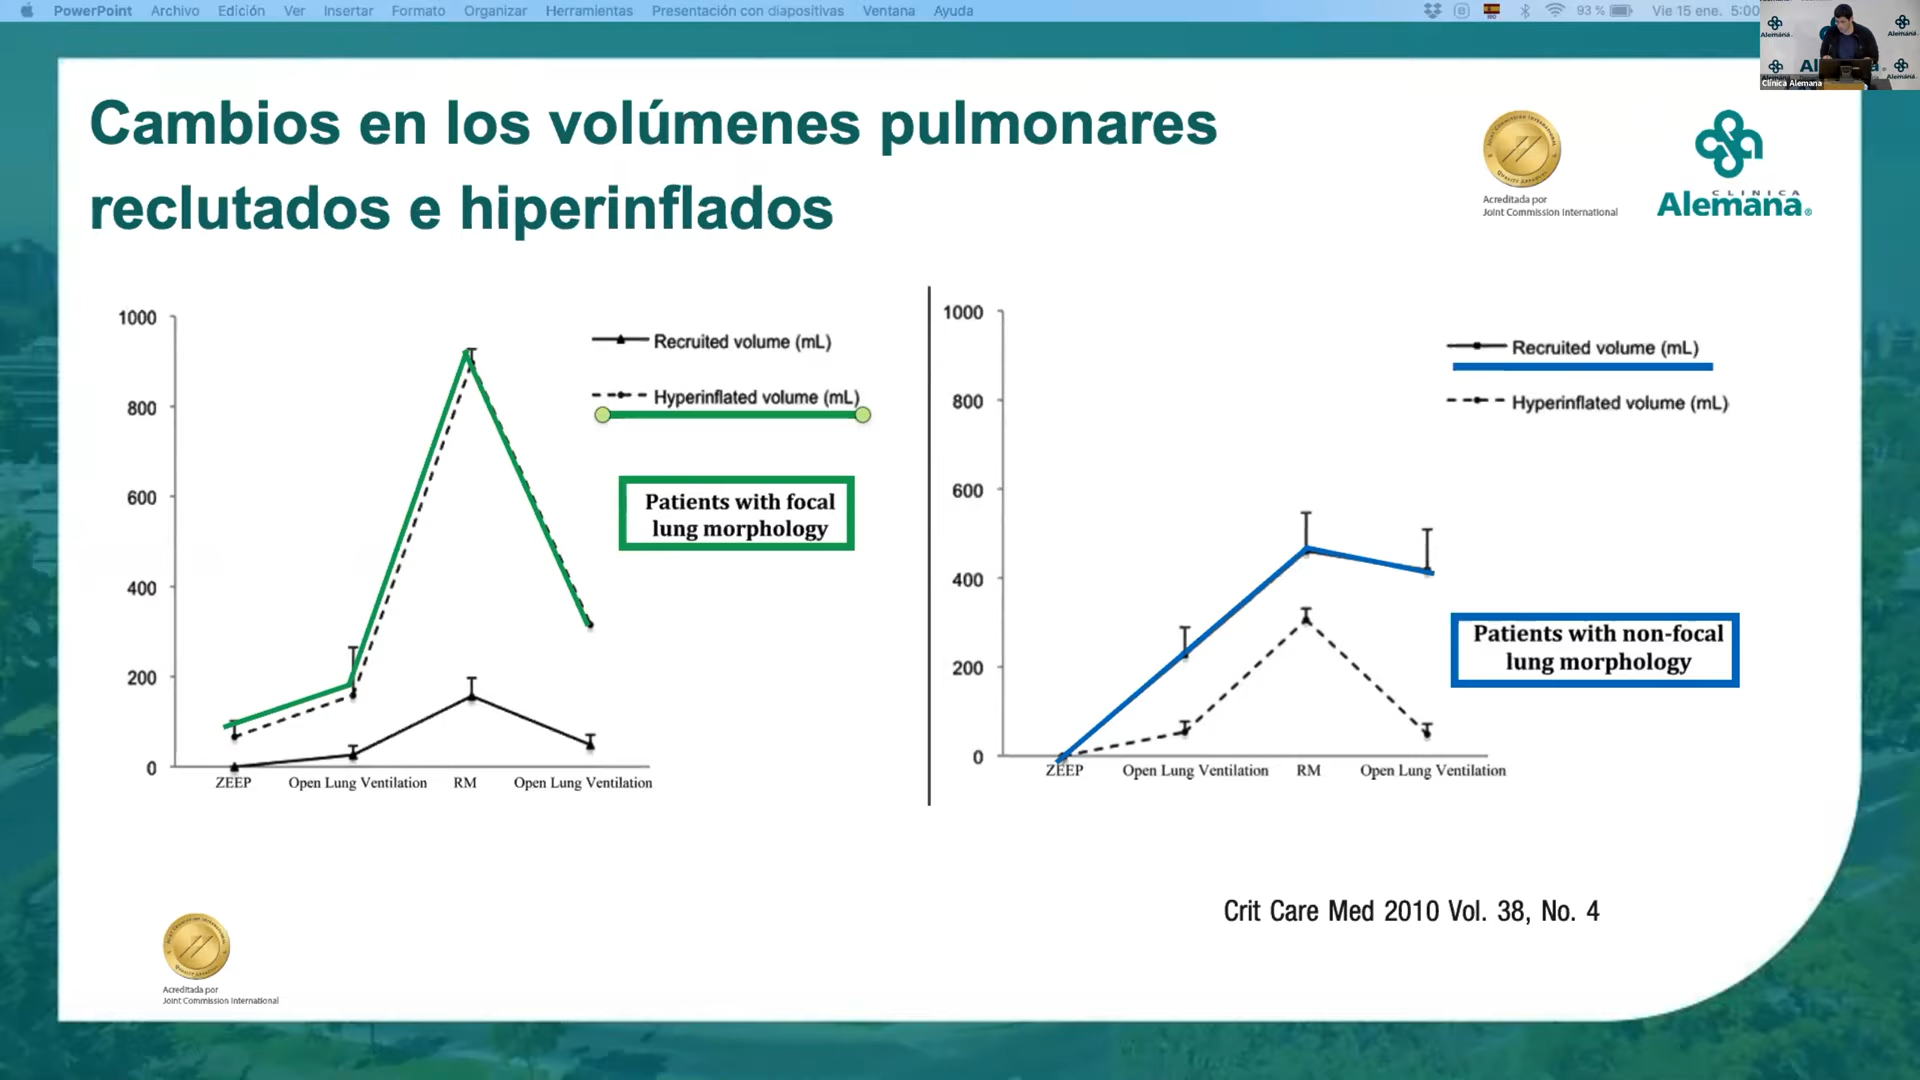 PowerPoint Archivo Edición Ver Insertar Formato Organizar Herramientas Presentación con diapositivas Ventana Ayuda
93 % Vie 15 ene. 5:00
Alemana
Alemana
Alemana
Alemana
Clínica Alemana
Cambios en los volúmenes pulmonares
reclutados e hiperinflados
Acreditada por
Joint Commission International
CLINICA
Alemana®
1000
800
600
400
200
0
Recruited volume (mL)
Hyperinflated volume (mL)
Patients with focal
lung morphology
ZEEP Open Lung Ventilation RM Open Lung Ventilation
1000
800
600
400
200
0
Recruited volume (mL)
Hyperinflated volume (mL)
Patients with non-focal
lung morphology
ZEEP Open Lung Ventilation RM Open Lung Ventilation
Crit Care Med 2010 Vol. 38, No. 4
Acreditada por
Joint Commission International